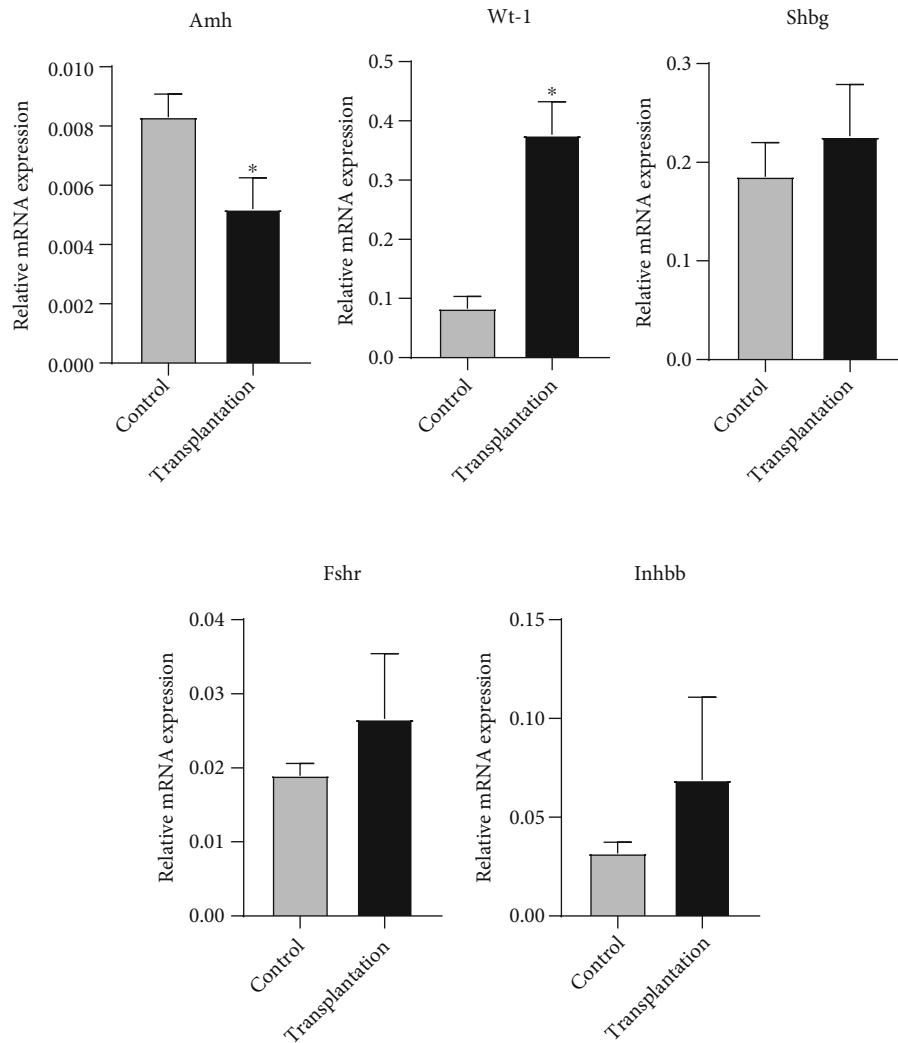 Amh
Relative mRNA expression
0.010
0.008
0.006
0.004
0.002
0.000
*
Control
Transplantation
Wt-1
Relative mRNA expression
0.5
0.4
0.3
0.2
0.1
0.0
*
Control
Transplantation
Shbg
Relative mRNA expression
0.3
0.2
0.1
0.0
Control
Transplantation
Fshr
Relative mRNA expression
0.04
0.03
0.02
0.01
0.00
Control
Transplantation
Inhbb
Relative mRNA expression
0.15
0.10
0.05
0.00
Control
Transplantation